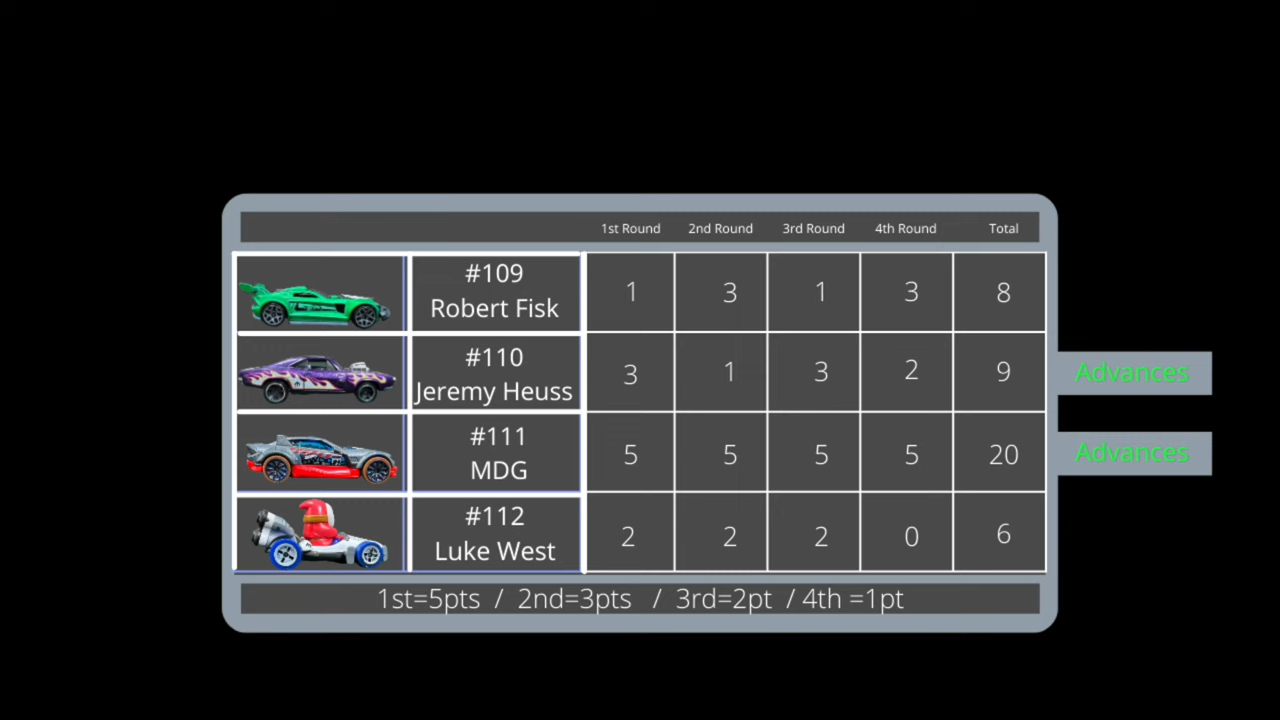 1st Round 2nd Round 3rd Round 4th Round Total
#109
Robert Fisk
1 3 1 3 8
#110
Jeremy Heuss
3 1 3 2 9
Advances
#111
MDG
5 5 5 5 20
Advances
#112
Luke West
2 2 2 0 6
1st=5pts / 2nd=3pts / 3rd=2pt / 4th =1pt